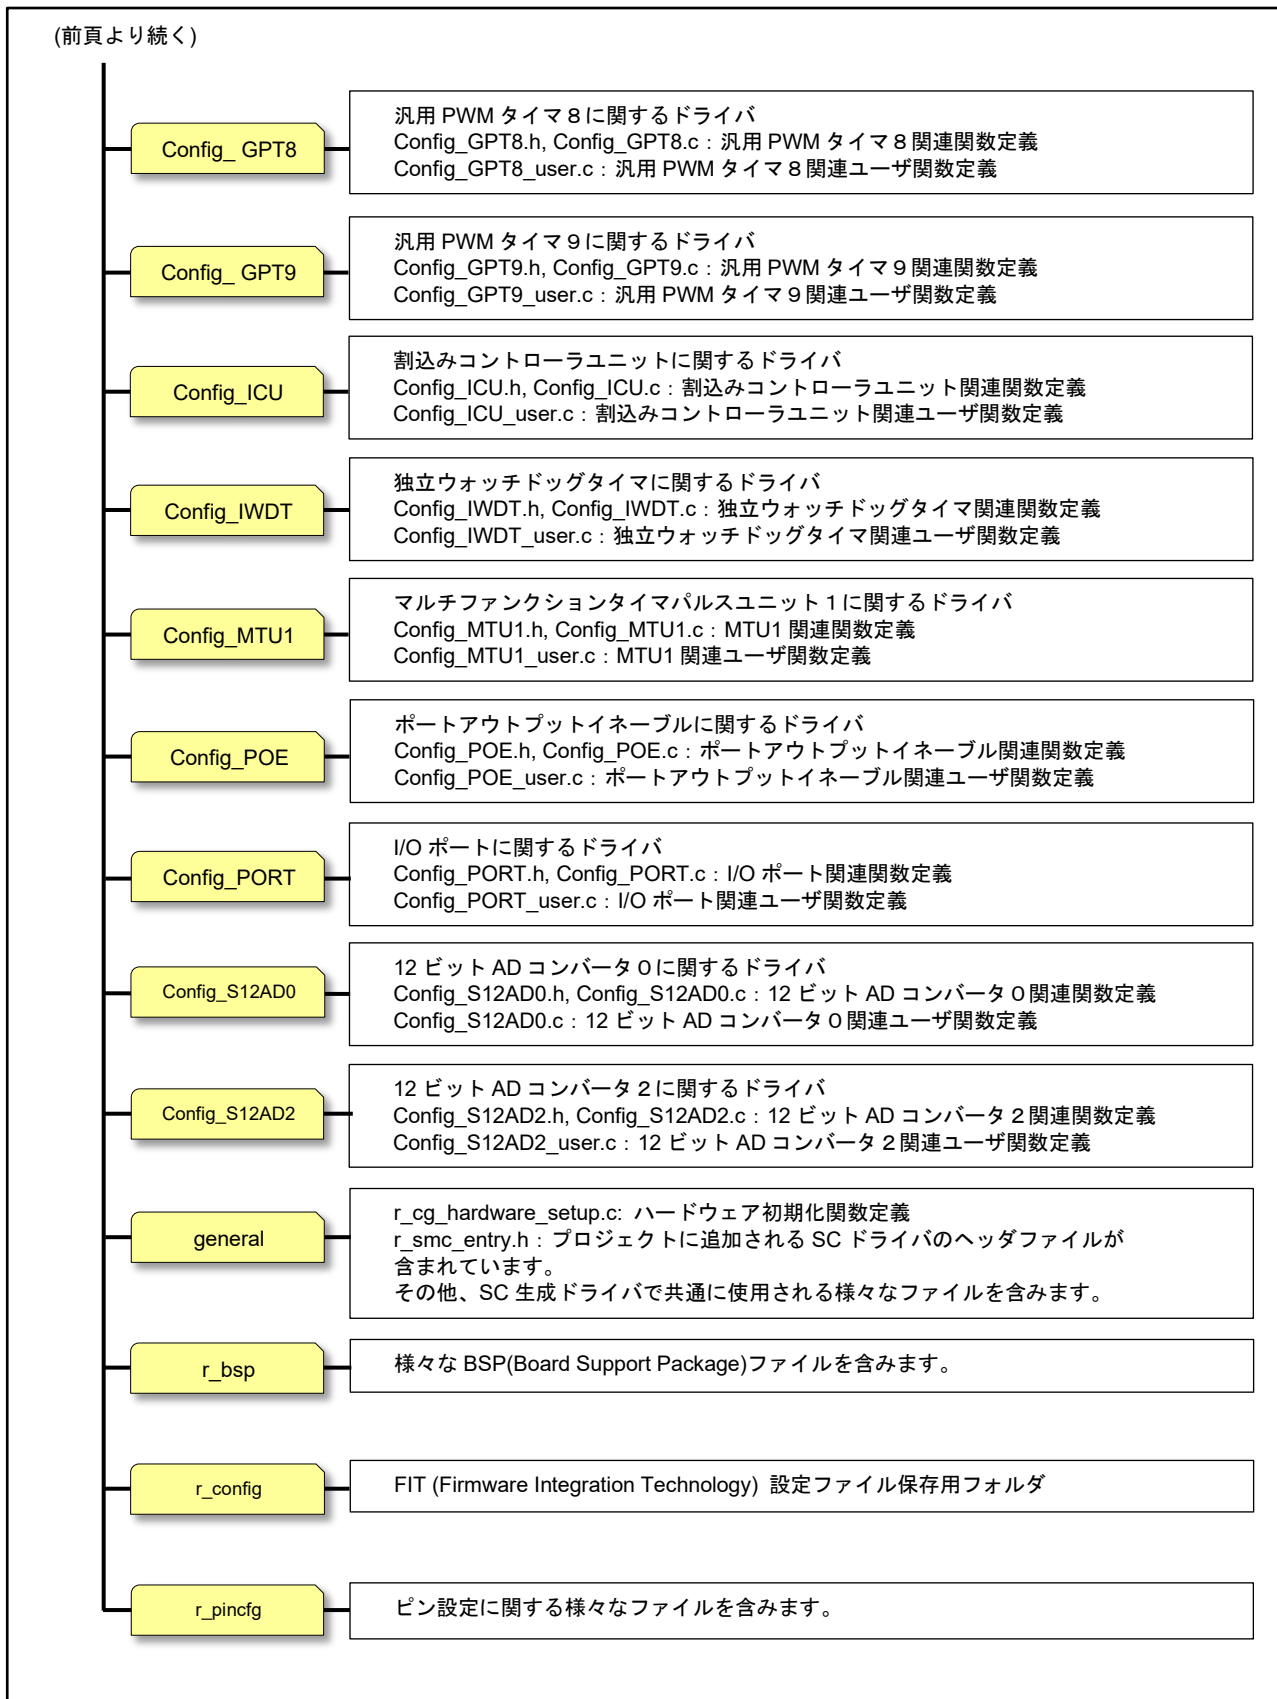 (前頁より続く)
Config_ GPT8
汎用 PWM タイマ８に関するドライバ
Config_GPT8.h, Config_GPT8.c：汎用 PWM タイマ８関連関数定義
Config_GPT8_user.c：汎用 PWM タイマ８関連ユーザ関数定義
Config_ GPT9
汎用 PWM タイマ９に関するドライバ
Config_GPT9.h, Config_GPT9.c：汎用 PWM タイマ９関連関数定義
Config_GPT9_user.c：汎用 PWM タイマ９関連ユーザ関数定義
Config_ICU
割込みコントローラユニットに関するドライバ
Config_ICU.h, Config_ICU.c：割込みコントローラユニット関連関数定義
Config_ICU_user.c：割込みコントローラユニット関連ユーザ関数定義
Config_IWDT
独立ウォッチドッグタイマに関するドライバ
Config_IWDT.h, Config_IWDT.c：独立ウォッチドッグタイマ関連関数定義
Config_IWDT_user.c：独立ウォッチドッグタイマ関連ユーザ関数定義
Config_MTU1
マルチファンクションタイマパルスユニット１に関するドライバ
Config_MTU1.h, Config_MTU1.c：MTU1 関連関数定義
Config_MTU1_user.c：MTU1 関連ユーザ関数定義
Config_POE
ポートアウトプットイネーブルに関するドライバ
Config_POE.h, Config_POE.c：ポートアウトプットイネーブル関連関数定義
Config_POE_user.c：ポートアウトプットイネーブル関連ユーザ関数定義
Config_PORT
I/O ポートに関するドライバ
Config_PORT.h, Config_PORT.c：I/O ポート関連関数定義
Config_PORT_user.c：I/O ポート関連ユーザ関数定義
Config_S12AD0
12 ビット AD コンバータ０に関するドライバ
Config_S12AD0.h, Config_S12AD0.c：12 ビット AD コンバータ０関連関数定義
Config_S12AD0.c：12 ビット AD コンバータ０関連ユーザ関数定義
Config_S12AD2
12 ビット AD コンバータ２に関するドライバ
Config_S12AD2.h, Config_S12AD2.c：12 ビット AD コンバータ２関連関数定義
Config_S12AD2_user.c：12 ビット AD コンバータ２関連ユーザ関数定義
general
r_cg_hardware_setup.c: ハードウェア初期化関数定義
r_smc_entry.h：プロジェクトに追加される SC ドライバのヘッダファイルが
含まれています。
その他、SC 生成ドライバで共通に使用される様々なファイルを含みます。
r_bsp
様々な BSP(Board Support Package)ファイルを含みます。
r_config
FIT (Firmware Integration Technology) 設定ファイル保存用フォルダ
r_pincfg
ピン設定に関する様々なファイルを含みます。